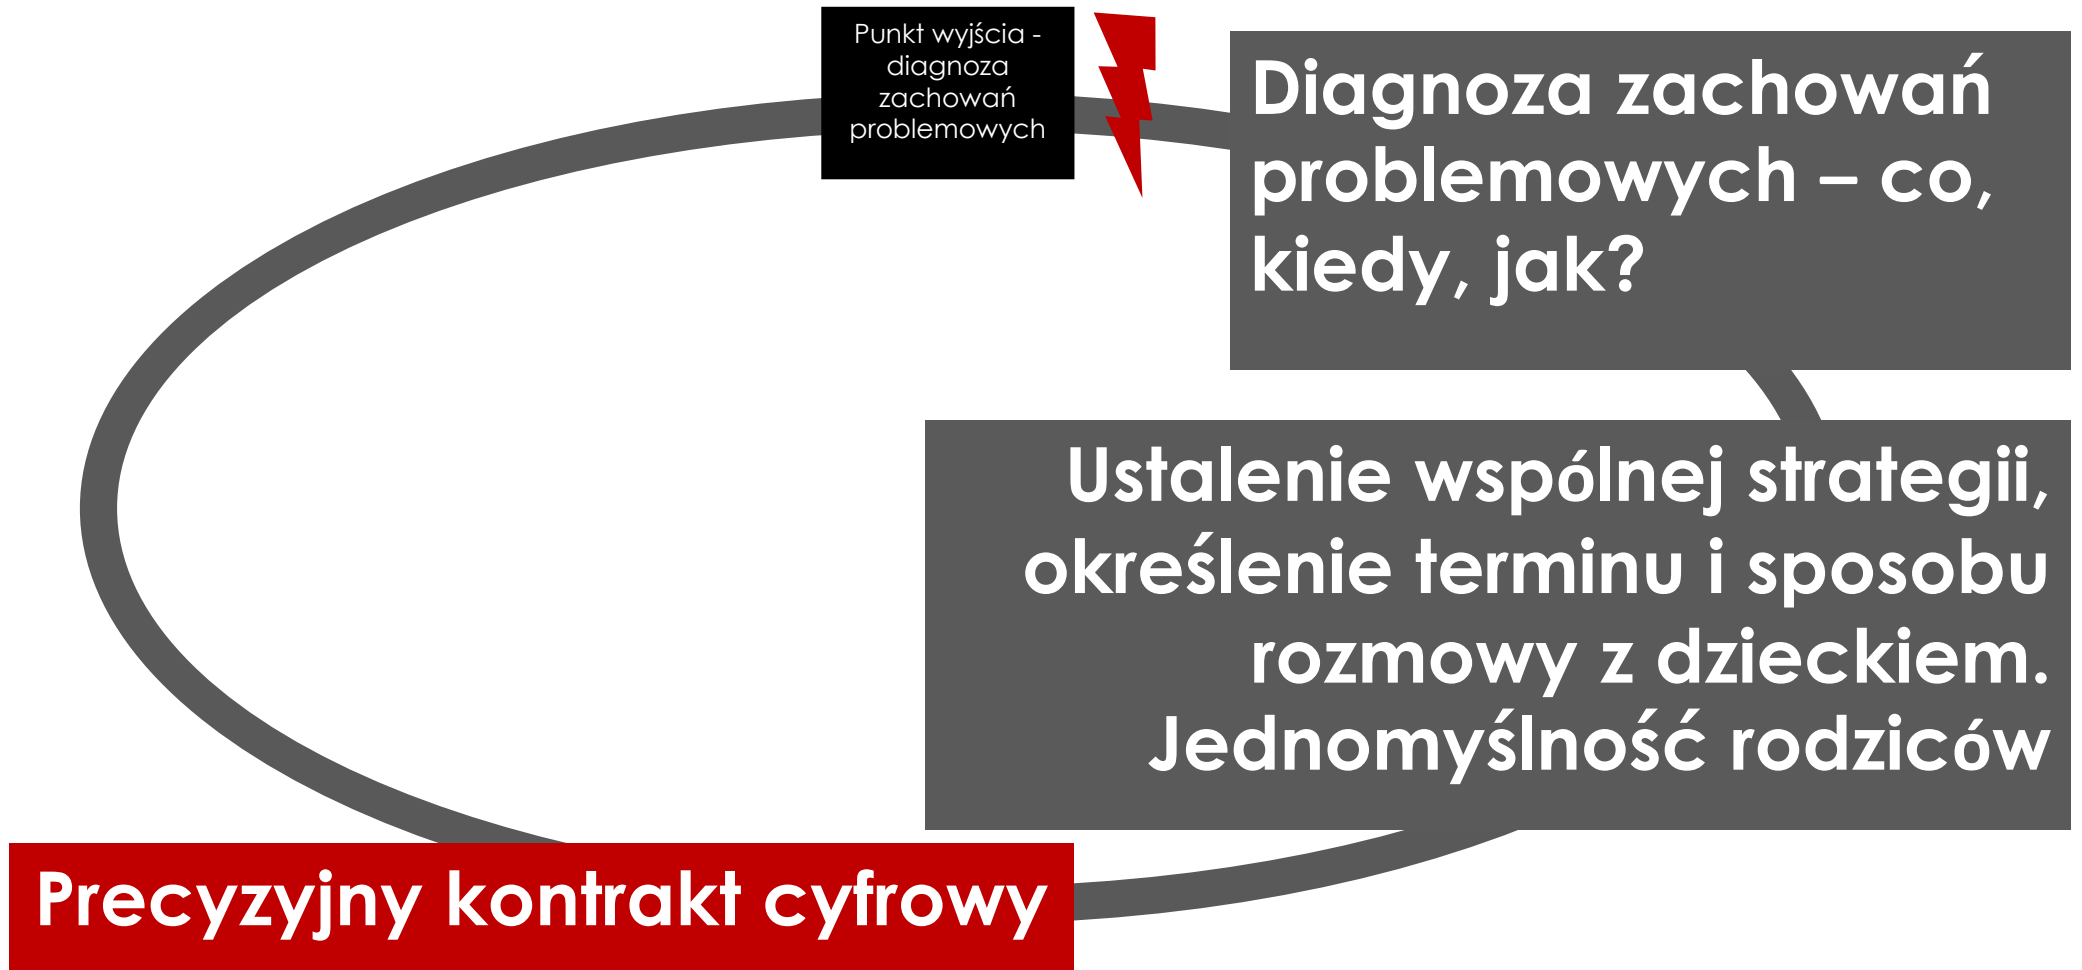 Punkt wyjścia -
diagnoza
zachowań
problemowych
Diagnoza zachowań
problemowych – co,
kiedy, jak?
Ustalenie wspólnej strategii,
określenie terminu i sposobu
rozmowy z dzieckiem.
Jednomyślność rodziców
Precyzyjny kontrakt cyfrowy